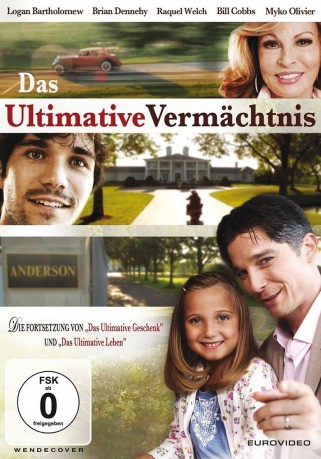 Logan Bartholomew Brian Dennehy Raquel Welch Bill Cobbs Myko Olivier
Das
Ultimative Vermächtnis
ANDERSON
DIE FORTSETZUNG VON „Das Ultimative Geschenk"
UND „Das Ultimative Leben"
FSK
ab
0
freigegeben
WENDECOVER
EUROVIDEO